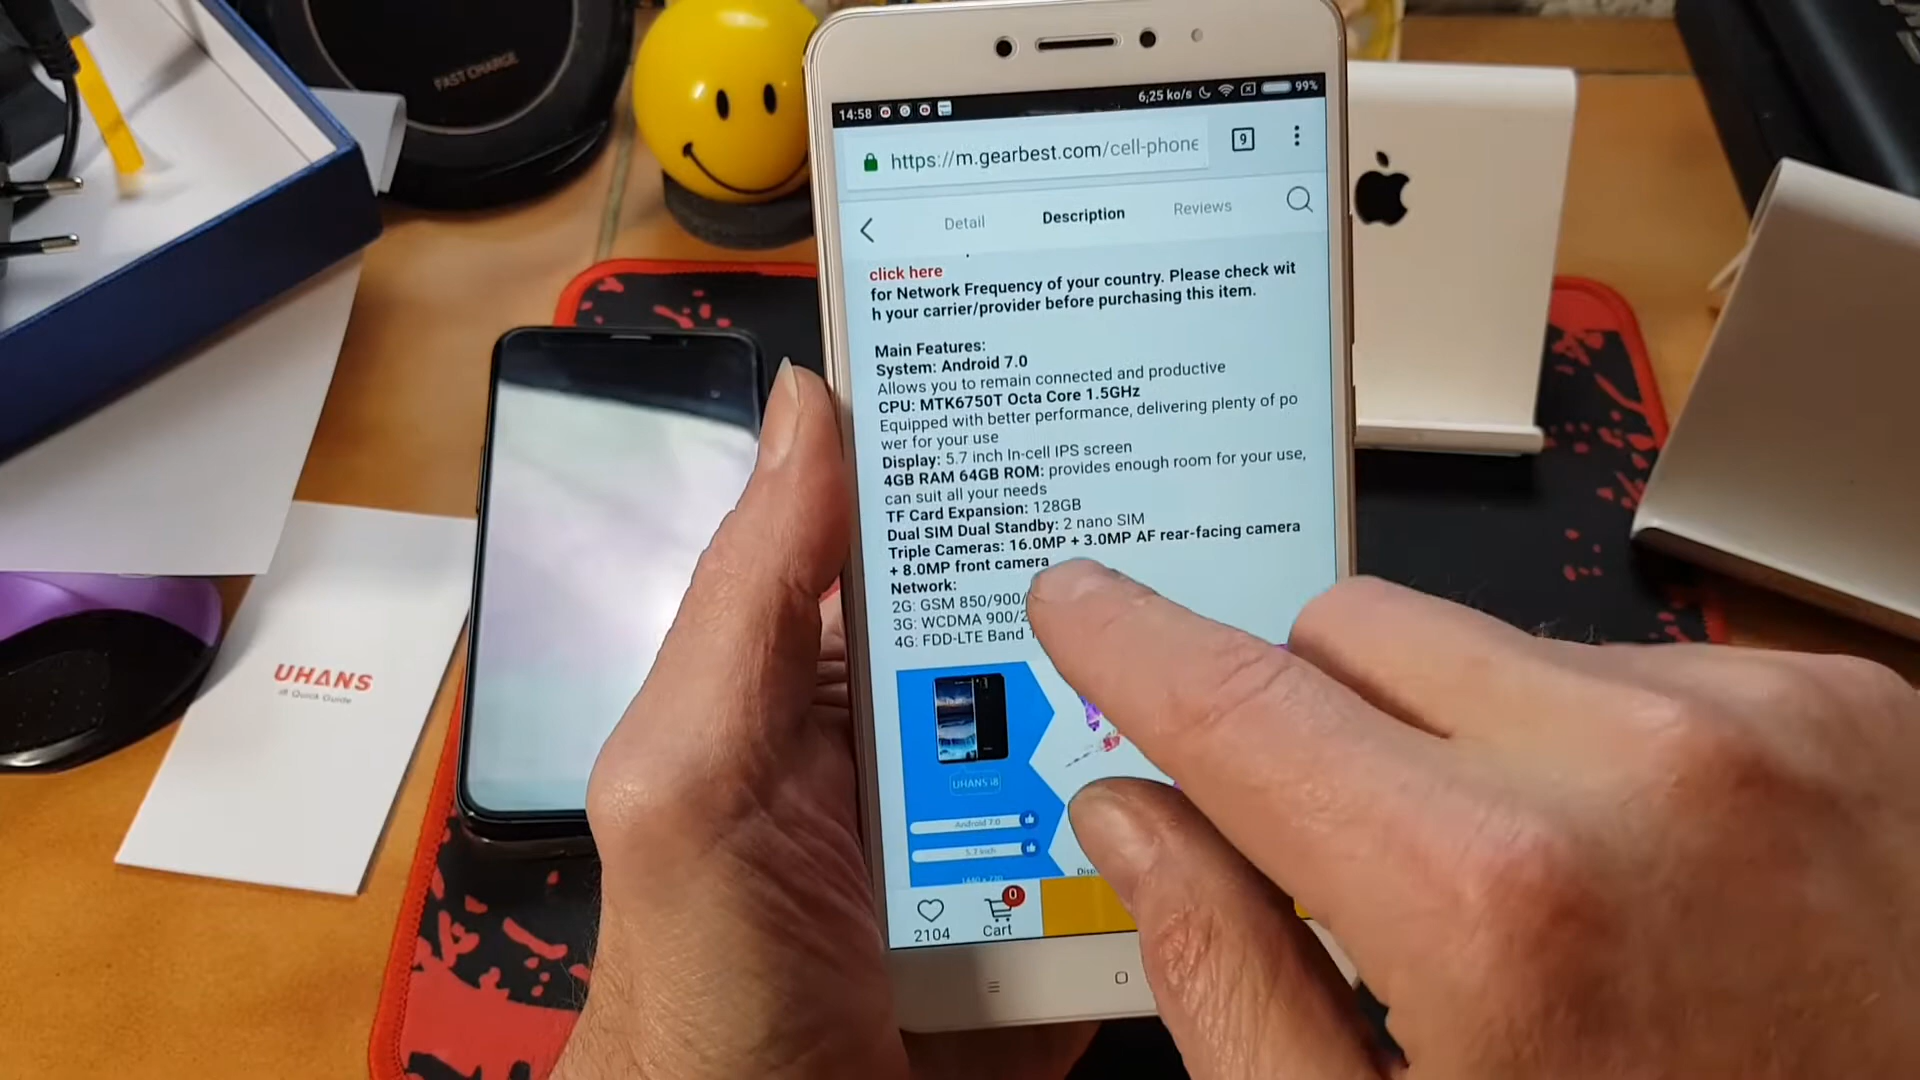 FAST CHARGE
14:58
6,25 ko/s
99%
https://m.gearbest.com/cell-phone
9
Detail
Description
Reviews
click here
for Network Frequency of your country. Please check wit
h your carrier/provider before purchasing this item.
Main Features:
System: Android 7.0
Allows you to remain connected and productive
CPU: MTK6750T Octa Core 1.5GHz
Equipped with better performance, delivering plenty of po
wer for your use
Display: 5.7 inch In-cell IPS screen
4GB RAM 64GB ROM: provides enough room for your use,
can suit all your needs
TF Card Expansion: 128GB
Dual SIM Dual Standby: 2 nano SIM
Triple Cameras: 16.0MP + 3.0MP AF rear-facing camera
+ 8.0MP front camera
Network:
2G: GSM 850/900/
3G: WCDMA 900/2
4G: FDD-LTE Band 1
UHANS i8
Android 7.0
5.7 inch
0
2104
Cart
UHANS
i8 Quick Guide